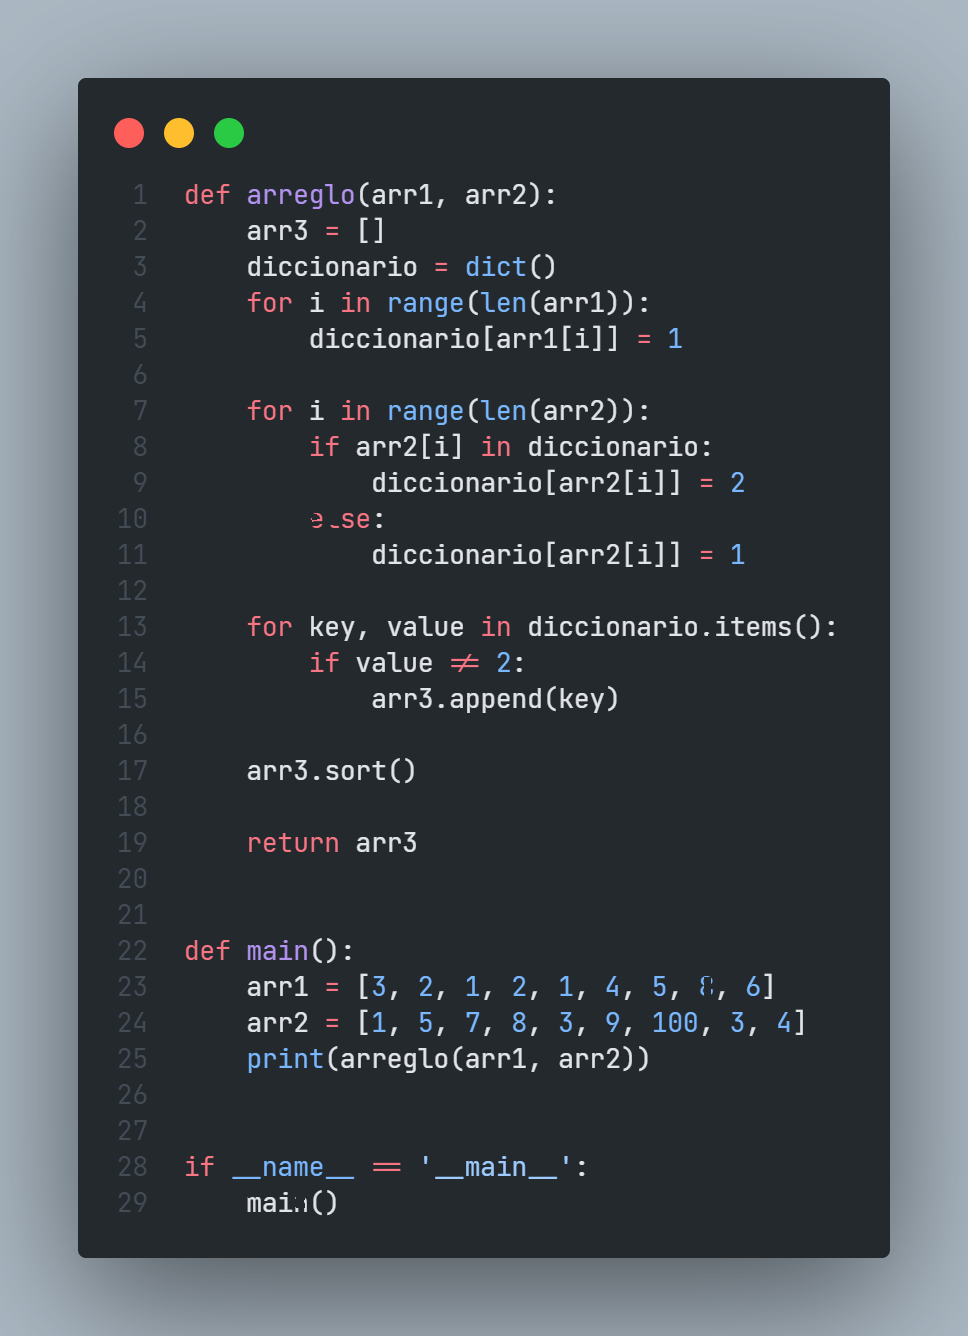 1 def arreglo(arr1, arr2):
2     arr3 = []
3     diccionario = dict()
4     for i in range(len(arr1)):
5         diccionario[arr1[i]] = 1
6
7     for i in range(len(arr2)):
8         if arr2[i] in diccionario:
9             diccionario[arr2[i]] = 2
10         else:
11             diccionario[arr2[i]] = 1
12
13     for key, value in diccionario.items():
14         if value != 2:
15             arr3.append(key)
16
17     arr3.sort()
18
19     return arr3
20
21
22 def main():
23     arr1 = [3, 2, 1, 2, 1, 4, 5, 8, 6]
24     arr2 = [1, 5, 7, 8, 3, 9, 100, 3, 4]
25     print(arreglo(arr1, arr2))
26
27
28 if __name__ == '__main__':
29     main()